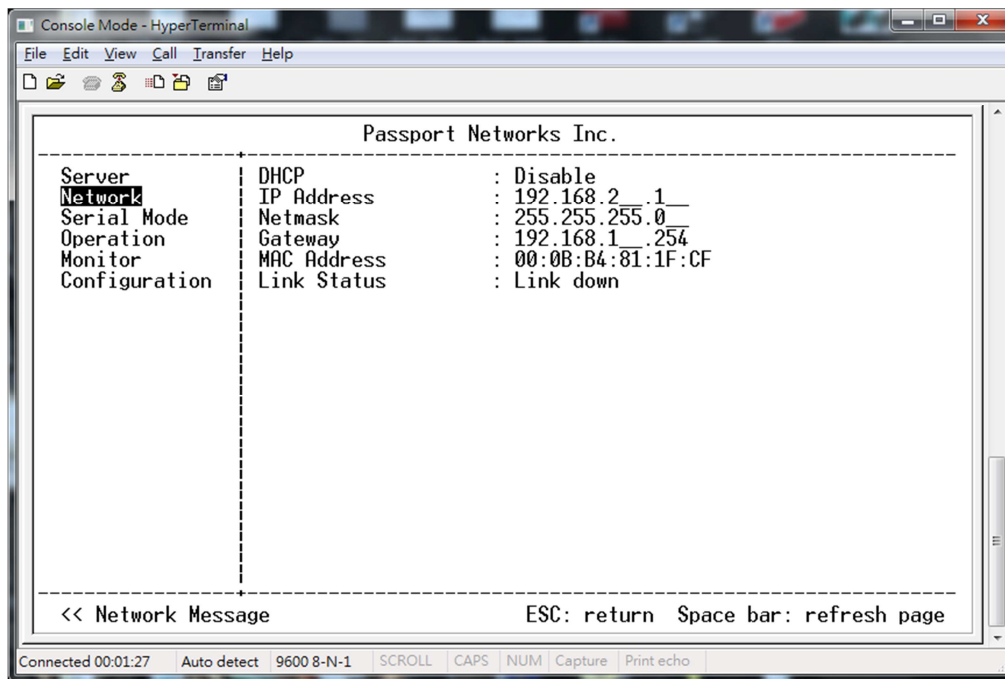 Console Mode - HyperTerminal
File Edit View Call Transfer Help
Passport Networks Inc.
Server
Network
Serial Mode
Operation
Monitor
Configuration
DHCP : Disable
IP Address : 192.168.2__.1__
Netmask : 255.255.255.0__
Gateway : 192.168.1__.254
MAC Address : 00:0B:B4:81:1F:CF
Link Status : Link down
<< Network Message ESC: return Space bar: refresh page
Connected 00:01:27 Auto detect 9600 8-N-1 SCROLL CAPS NUM Capture Print echo